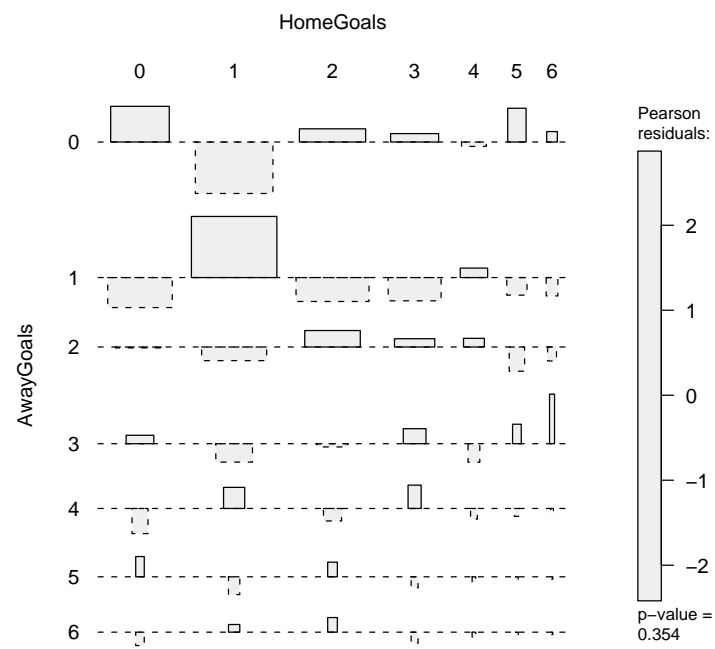 HomeGoals
0 1 2 3 4 5 6
AwayGoals
0
1
2
3
4
5
6
Pearson
residuals:
2
1
0
−1
−2
p−value =
0.354